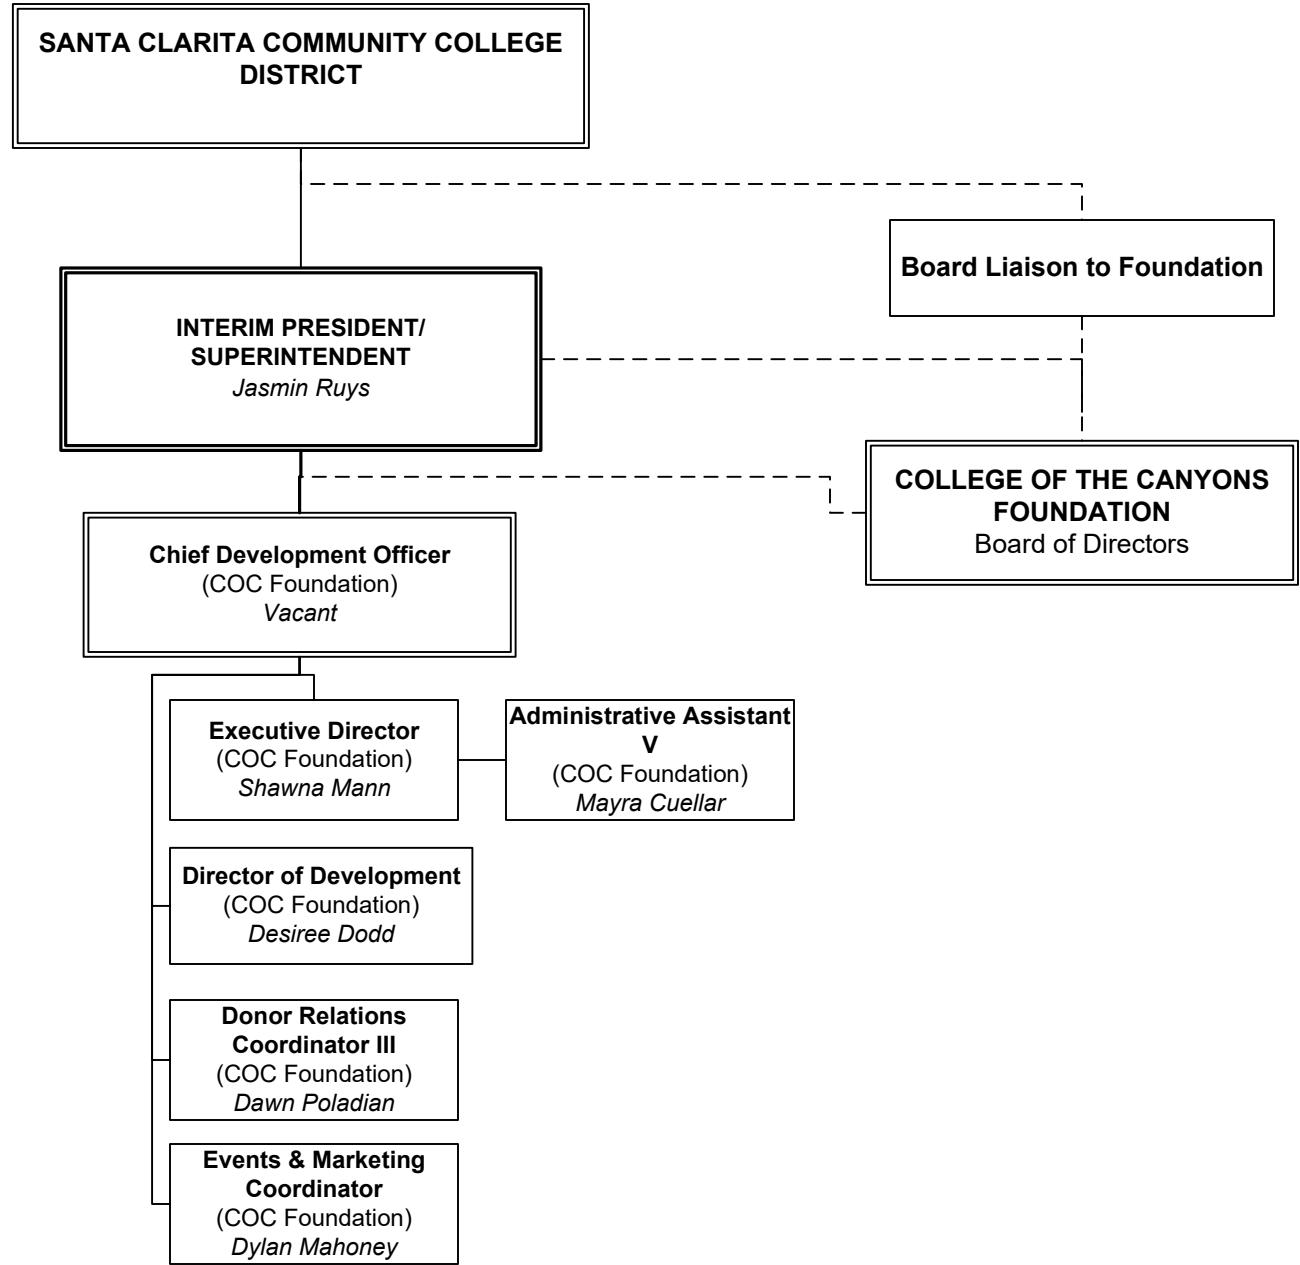 SANTA CLARITA COMMUNITY COLLEGE
DISTRICT
Board Liaison to Foundation
INTERIM PRESIDENT/
SUPERINTENDENT
Jasmin Ruys
COLLEGE OF THE CANYONS
FOUNDATION
Board of Directors
Chief Development Officer
(COC Foundation)
Vacant
Executive Director
(COC Foundation)
Shawna Mann
Administrative Assistant
V
(COC Foundation)
Mayra Cuellar
Director of Development
(COC Foundation)
Desiree Dodd
Donor Relations
Coordinator III
(COC Foundation)
Dawn Poladian
Events & Marketing
Coordinator
(COC Foundation)
Dylan Mahoney